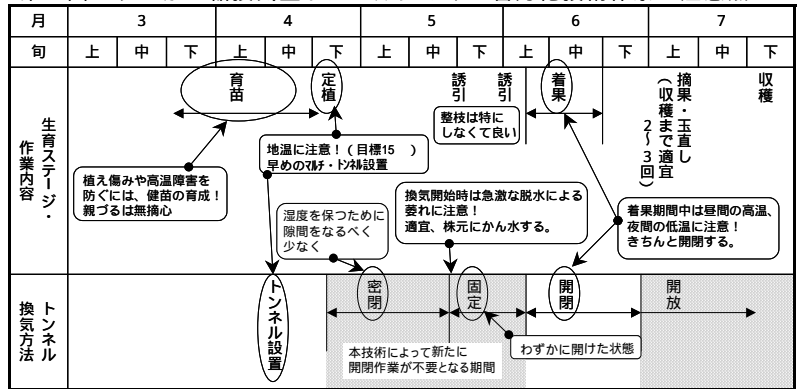 月 3 4 5 6 7
旬 上 中 下 上 中 下 上 中 下 上 中 下 上 中 下
生育ステージ・
作業内容
育苗
定植
誘引
誘引
着果
摘果・玉直し
(収穫まで適宜
2〜3回)
収穫
整枝は特に
しなくて良い
地温に注意!(目標15 )
早めのマルチ・トンネル設置
植え傷みや高温障害を
防ぐには、健苗の育成!
親づるは無摘心
湿度を保つために
隙間をなるべく
少なく
換気開始時は急激な脱水による
萎れに注意!
適宜、株元にかん水する。
着果期間中は昼間の高温、
夜間の低温に注意!
きちんと開閉する。
トンネル
換気方法
トンネル設置
密閉
固定
開閉
開放
本技術によって新たに
開閉作業が不要となる期間
わずかに開けた状態